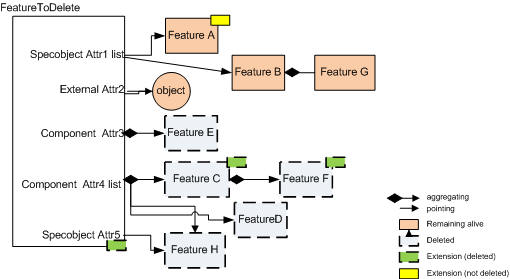 FeatureToDelete
Feature A
Specobject Attr1 list
Feature B
Feature G
External Attr2
object
Component Attr3
Feature E
Feature C
Feature F
Component Attr4 list
FeatureD
Specobject Attr5
Feature H
aggregating
pointing
Remaining alive
Deleted
Extension (deleted)
Extension (not deleted)